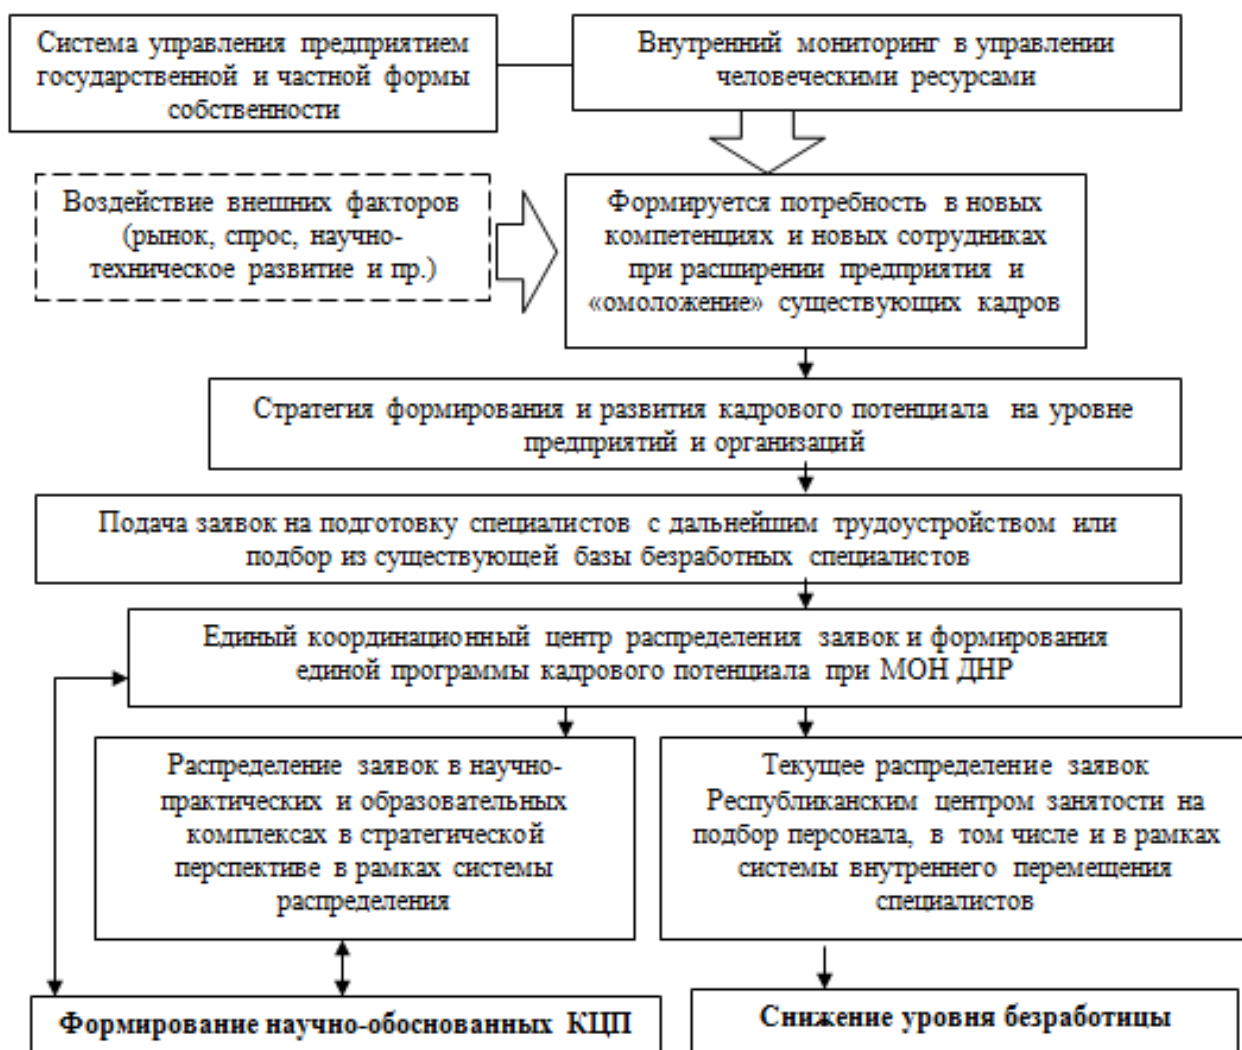 Система управления предприятием
государственной и частной формы
собственности
Внутренний мониторинг в управлении
человеческими ресурсами
Воздействие внешних факторов
(рынок, спрос, научно-
техническое развитие и пр.)
Формируется потребность в новых
компетенциях и новых сотрудниках
при расширении предприятия и
«омоложение» существующих кадров
Стратегия формирования и развития кадрового потенциала на уровне
предприятий и организаций
Подача заявок на подготовку специалистов с дальнейшим трудоустройством или
подбор из существующей базы безработных специалистов
Единый координационный центр распределения заявок и формирования
единой программы кадрового потенциала при МОН ДНР
Распределение заявок в научно-
практических и образовательных
комплексах в стратегической
перспективе в рамках системы
распределения
Текущее распределение заявок
Республиканским центром занятости на
подбор персонала, в том числе и в рамках
системы внутреннего перемещения
специалистов
Формирование научно-обоснованных КЦП
Снижение уровня безработицы